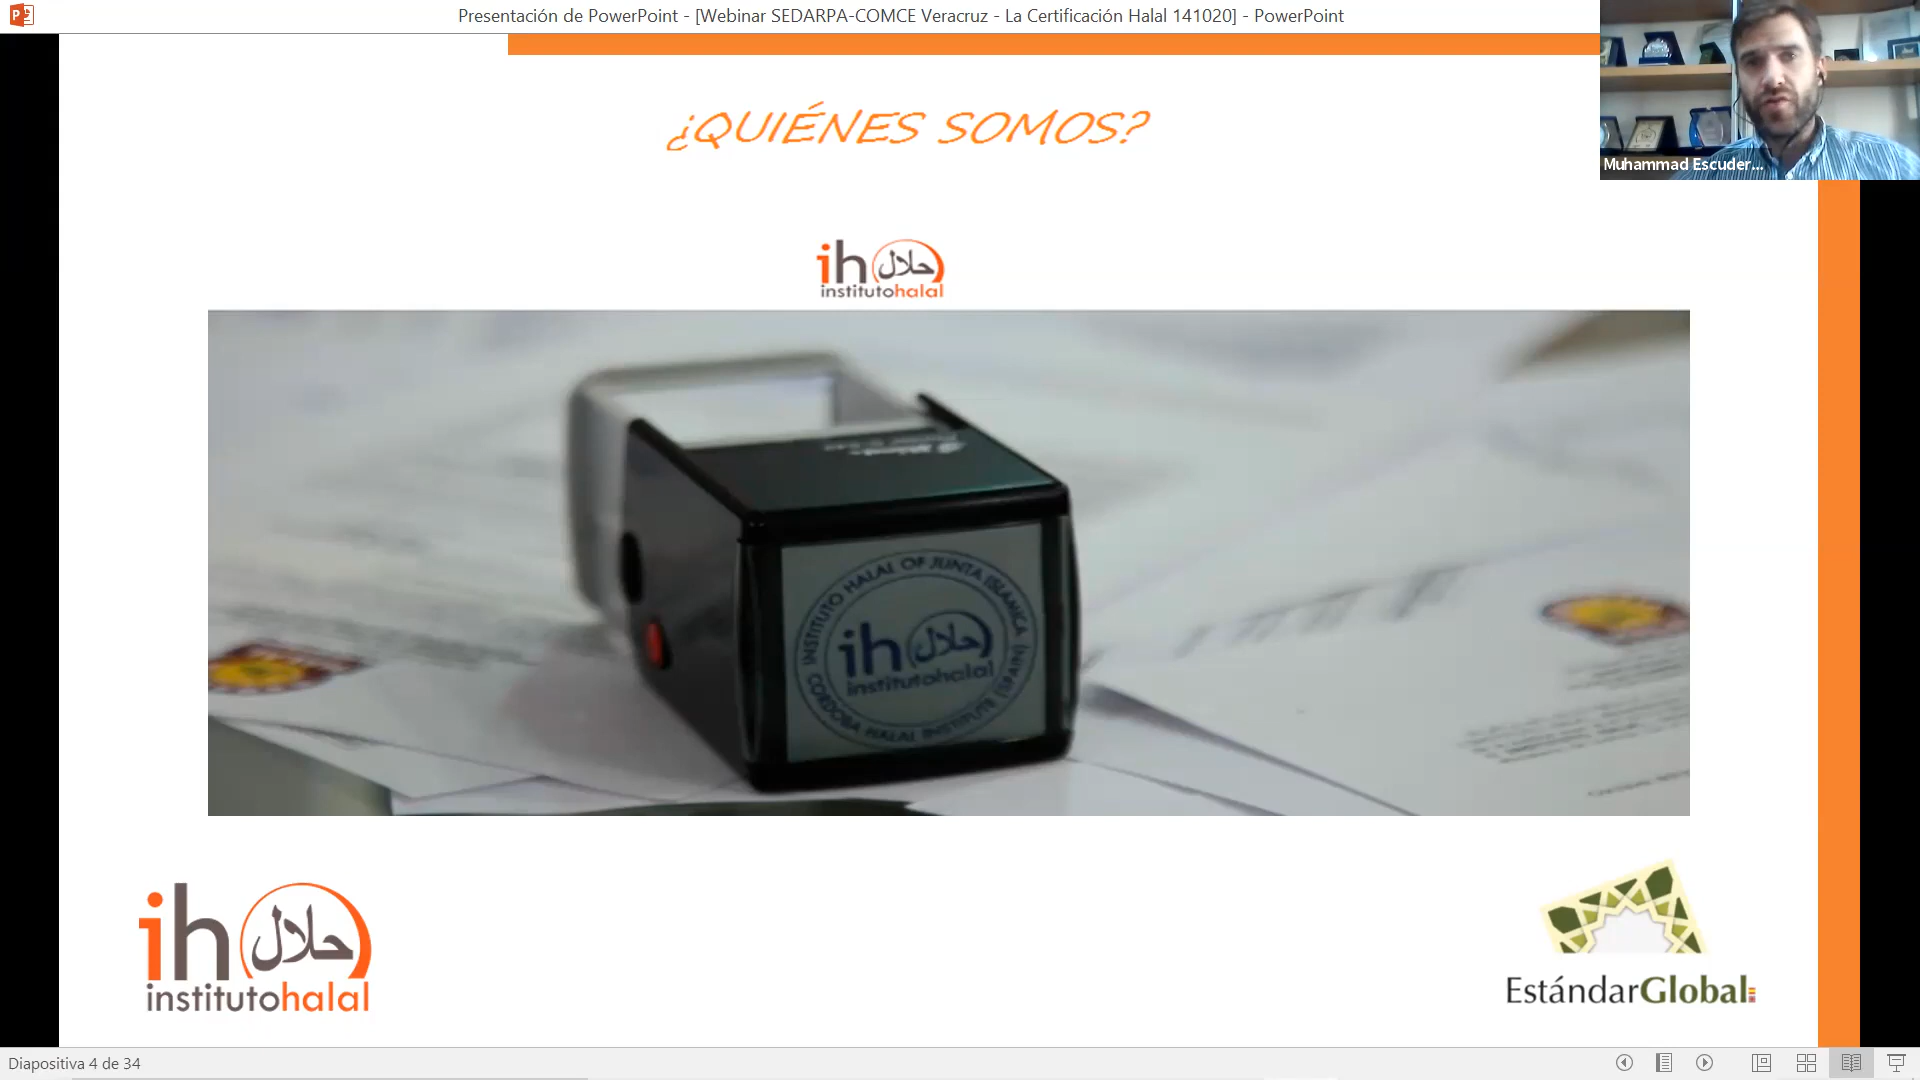 Presentación de PowerPoint - [Webinar SEDARPA-COMCE Veracruz - La Certificación Halal 141020] - PowerPoint
Muhammad Escuder...
¿QUIÉNES SOMOS?
ih حلال
institutohalal
INSTITUTO HALAL OF JUNTA ISLÁMICA
ih حلال
institutohalal
CORDOBA HALAL INSTITUTE (SPAIN)
ih حلال
institutohalal
EstándarGlobal
Diapositiva 4 de 34